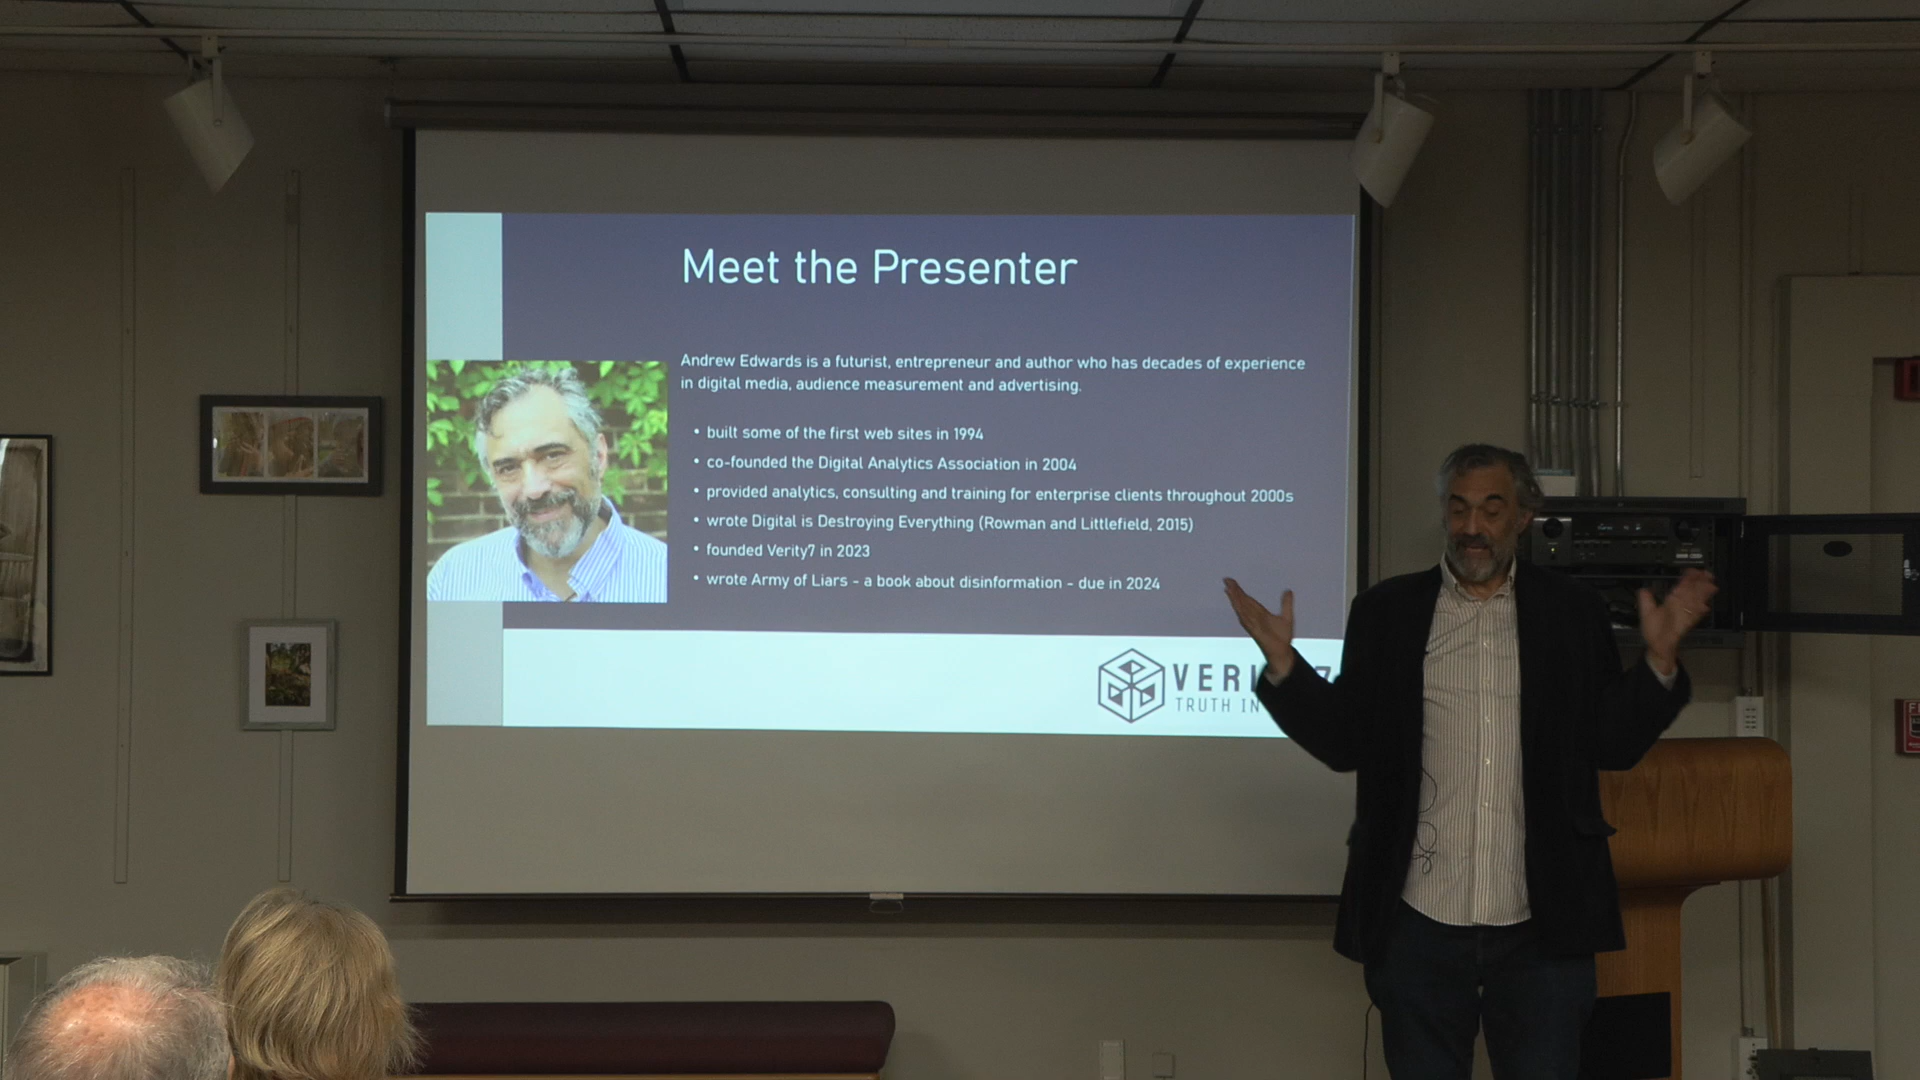 Meet the Presenter
Andrew Edwards is a futurist, entrepreneur and author who has decades of experience
in digital media, audience measurement and advertising.
• built some of the first web sites in 1994
• co-founded the Digital Analytics Association in 2004
• provided analytics, consulting and training for enterprise clients throughout 2000s
• wrote Digital is Destroying Everything (Rowman and Littlefield, 2015)
• founded Verity7 in 2023
• wrote Army of Liars - a book about disinformation - due in 2024
VERI 7
TRUTH IN